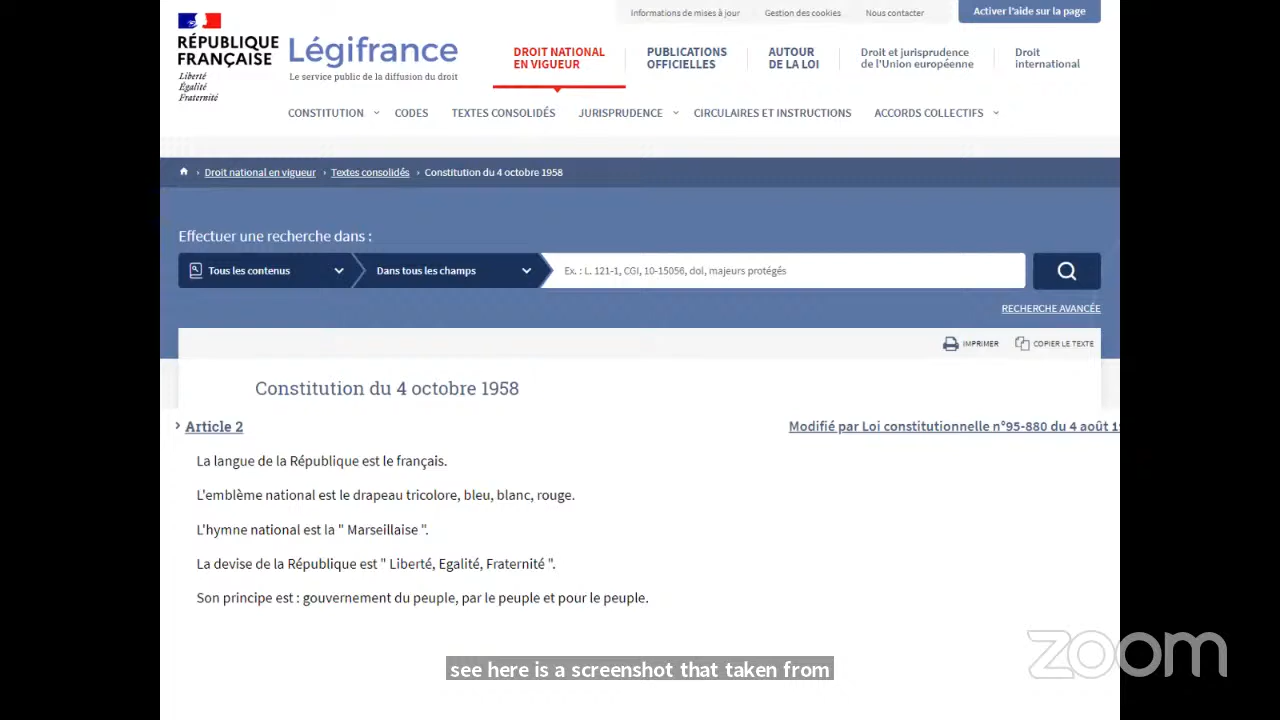 Informations de mises à jour
Gestion des cookies
Nous contacter
Activer l'aide sur la page
RÉPUBLIQUE
FRANÇAISE
Liberté
Égalité
Fraternité
Légifrance
Le service public de la diffusion du droit
DROIT NATIONAL
EN VIGUEUR
PUBLICATIONS
OFFICIELLES
AUTOUR
DE LA LOI
Droit et jurisprudence
de l'Union européenne
Droit
international
CONSTITUTION
CODES
TEXTES CONSOLIDÉS
JURISPRUDENCE
CIRCULAIRES ET INSTRUCTIONS
ACCORDS COLLECTIFS
› Droit national en vigueur › Textes consolidés › Constitution du 4 octobre 1958
Effectuer une recherche dans :
Tous les contenus
Dans tous les champs
Ex. : L. 121-1, CGI, 10-15056, dol, majeurs protégés
RECHERCHE AVANCÉE
IMPRIMER
COPIER LE TEXTE
Constitution du 4 octobre 1958
› Article 2
Modifié par Loi constitutionnelle n°95-880 du 4 août
La langue de la République est le français.
L'emblème national est le drapeau tricolore, bleu, blanc, rouge.
L'hymne national est la " Marseillaise ".
La devise de la République est " Liberté, Egalité, Fraternité ".
Son principe est : gouvernement du peuple, par le peuple et pour le peuple.
see here is a screenshot that taken from
zoom